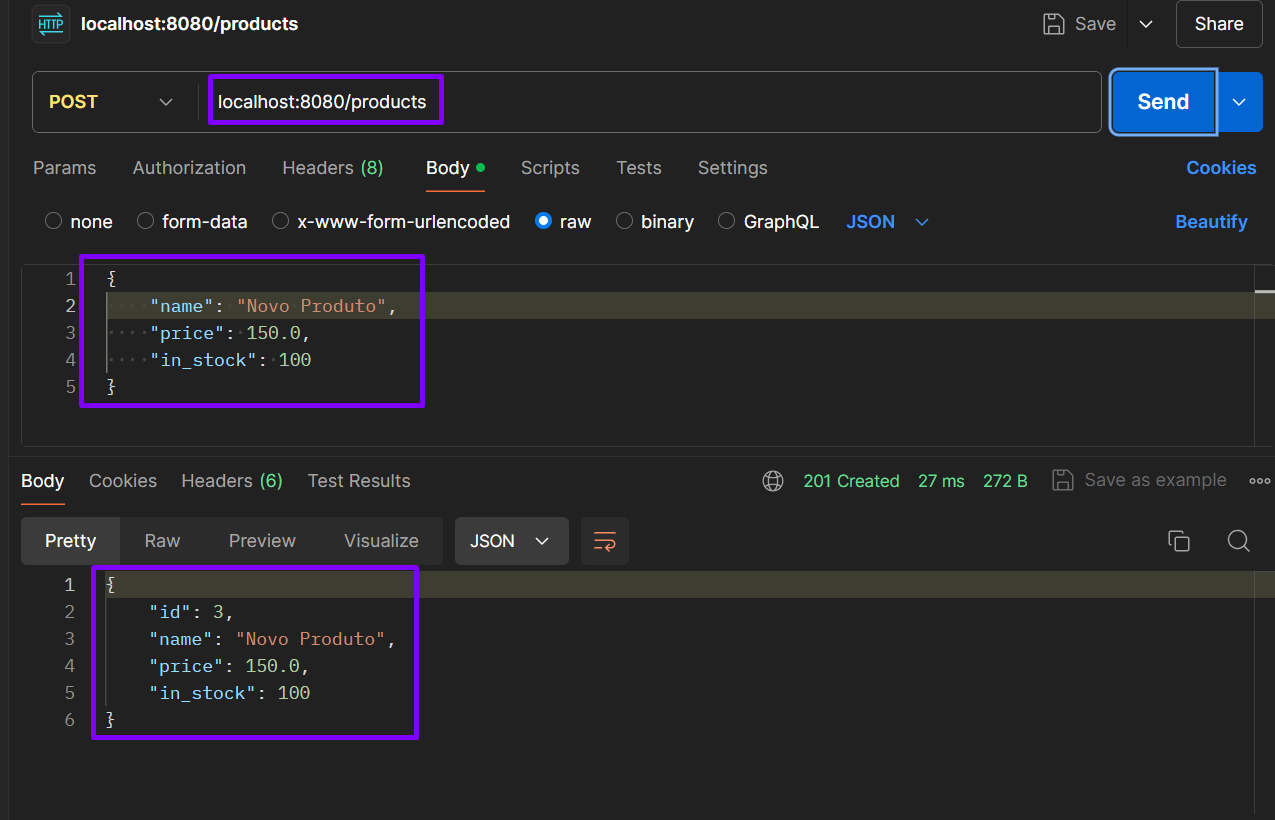 HTTP localhost:8080/products Save Share
POST localhost:8080/products Send
Params Authorization Headers (8) Body Scripts Tests Settings Cookies
none form-data x-www-form-urlencoded raw binary GraphQL JSON Beautify
1 {
2 "name": "Novo Produto",
3 "price": 150.0,
4 "in_stock": 100
5 }
Body Cookies Headers (6) Test Results 201 Created 27 ms 272 B Save as example
Pretty Raw Preview Visualize JSON
1 {
2 "id": 3,
3 "name": "Novo Produto",
4 "price": 150.0,
5 "in_stock": 100
6 }